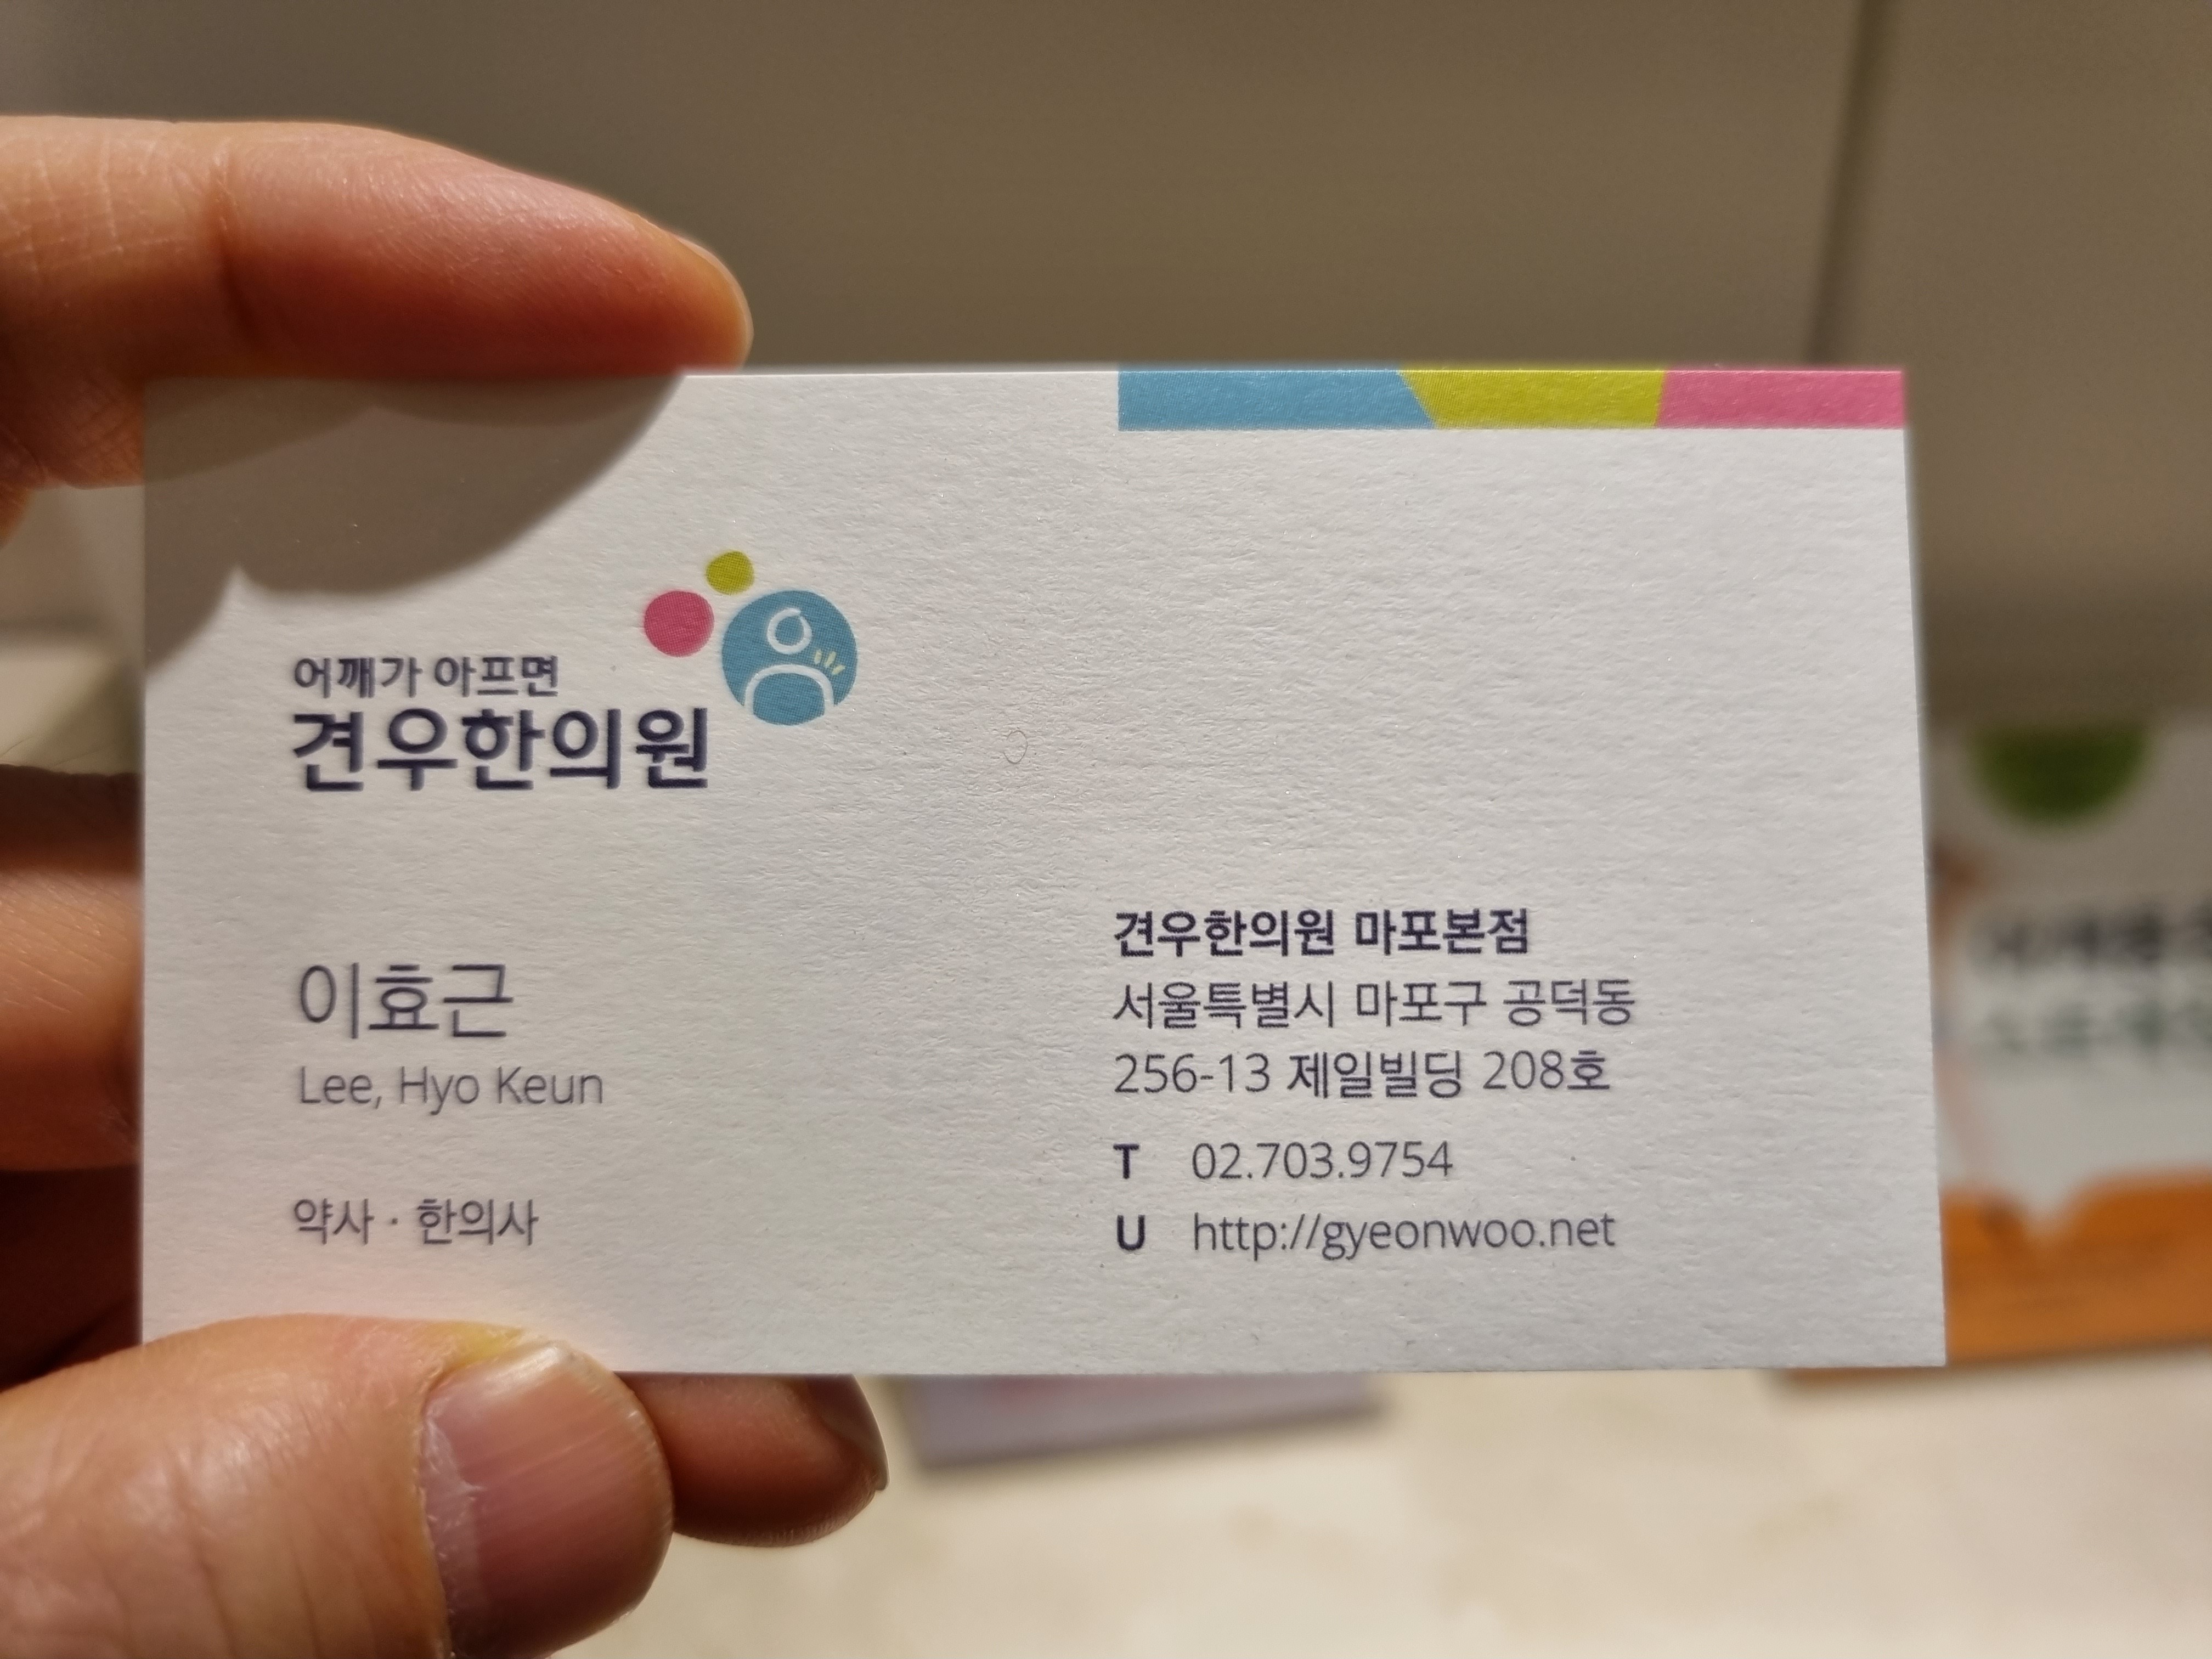 어깨가 아프면
견우한의원
이효근
Lee, Hyo Keun
약사 · 한의사
견우한의원 마포본점
서울특별시 마포구 공덕동
256-13 제일빌딩 208호
T 02.703.9754
U http://gyeonwoo.net